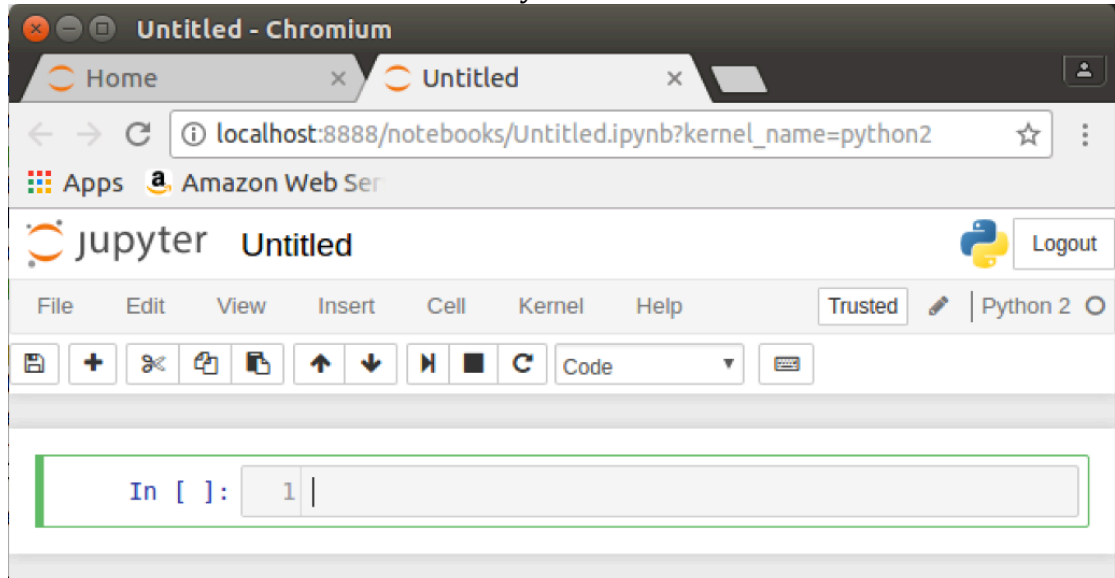 Untitled - Chromium
Home × Untitled ×
localhost:8888/notebooks/Untitled.ipynb?kernel_name=python2
Apps a Amazon Web Ser
jupyter Untitled Logout
File Edit View Insert Cell Kernel Help Trusted Python 2
Code
In [ ]: 1